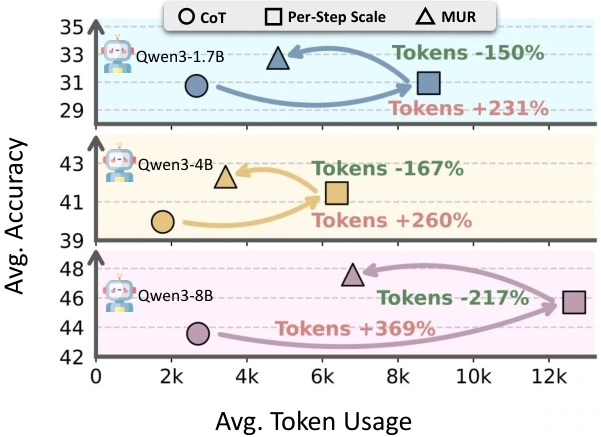 CoT Per-Step Scale MUR
Avg. Accuracy
35
33
31
29
Qwen3-1.7B
Tokens -150%
Tokens +231%
43
41
39
Qwen3-4B
Tokens -167%
Tokens +260%
48
46
44
42
Qwen3-8B
Tokens -217%
Tokens +369%
0 2k 4k 6k 8k 10k 12k
Avg. Token Usage